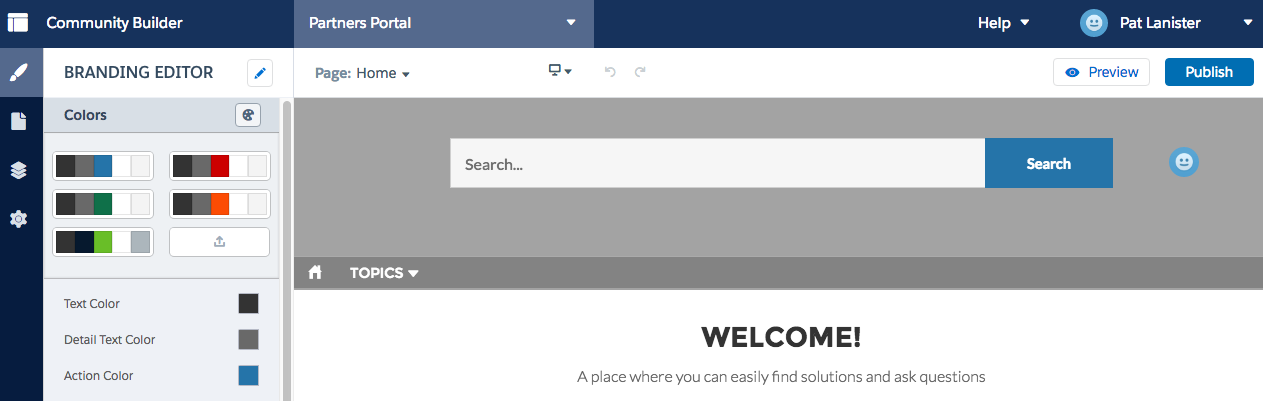 Community Builder
Partners Portal
Help
Pat Lanister
BRANDING EDITOR
Page: Home
Preview
Publish
Colors
Search...
Search
TOPICS
Text Color
Detail Text Color
Action Color
WELCOME!
A place where you can easily find solutions and ask questions